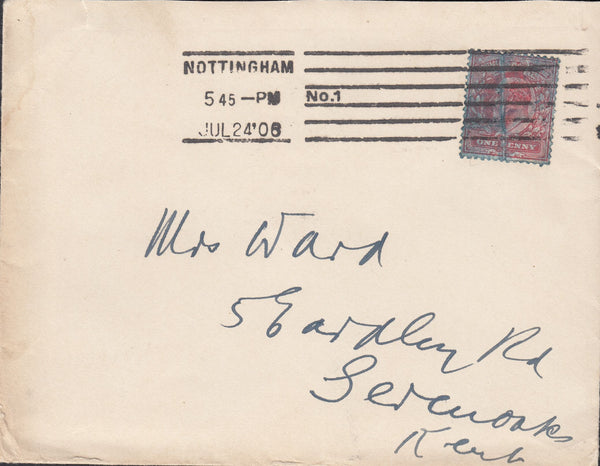 NOTTINGHAM
5 45 - PM No.1
JUL 24 '06
ONE PENNY
Mrs Ward
5 Eardley Rd
Sevenoaks
Kent